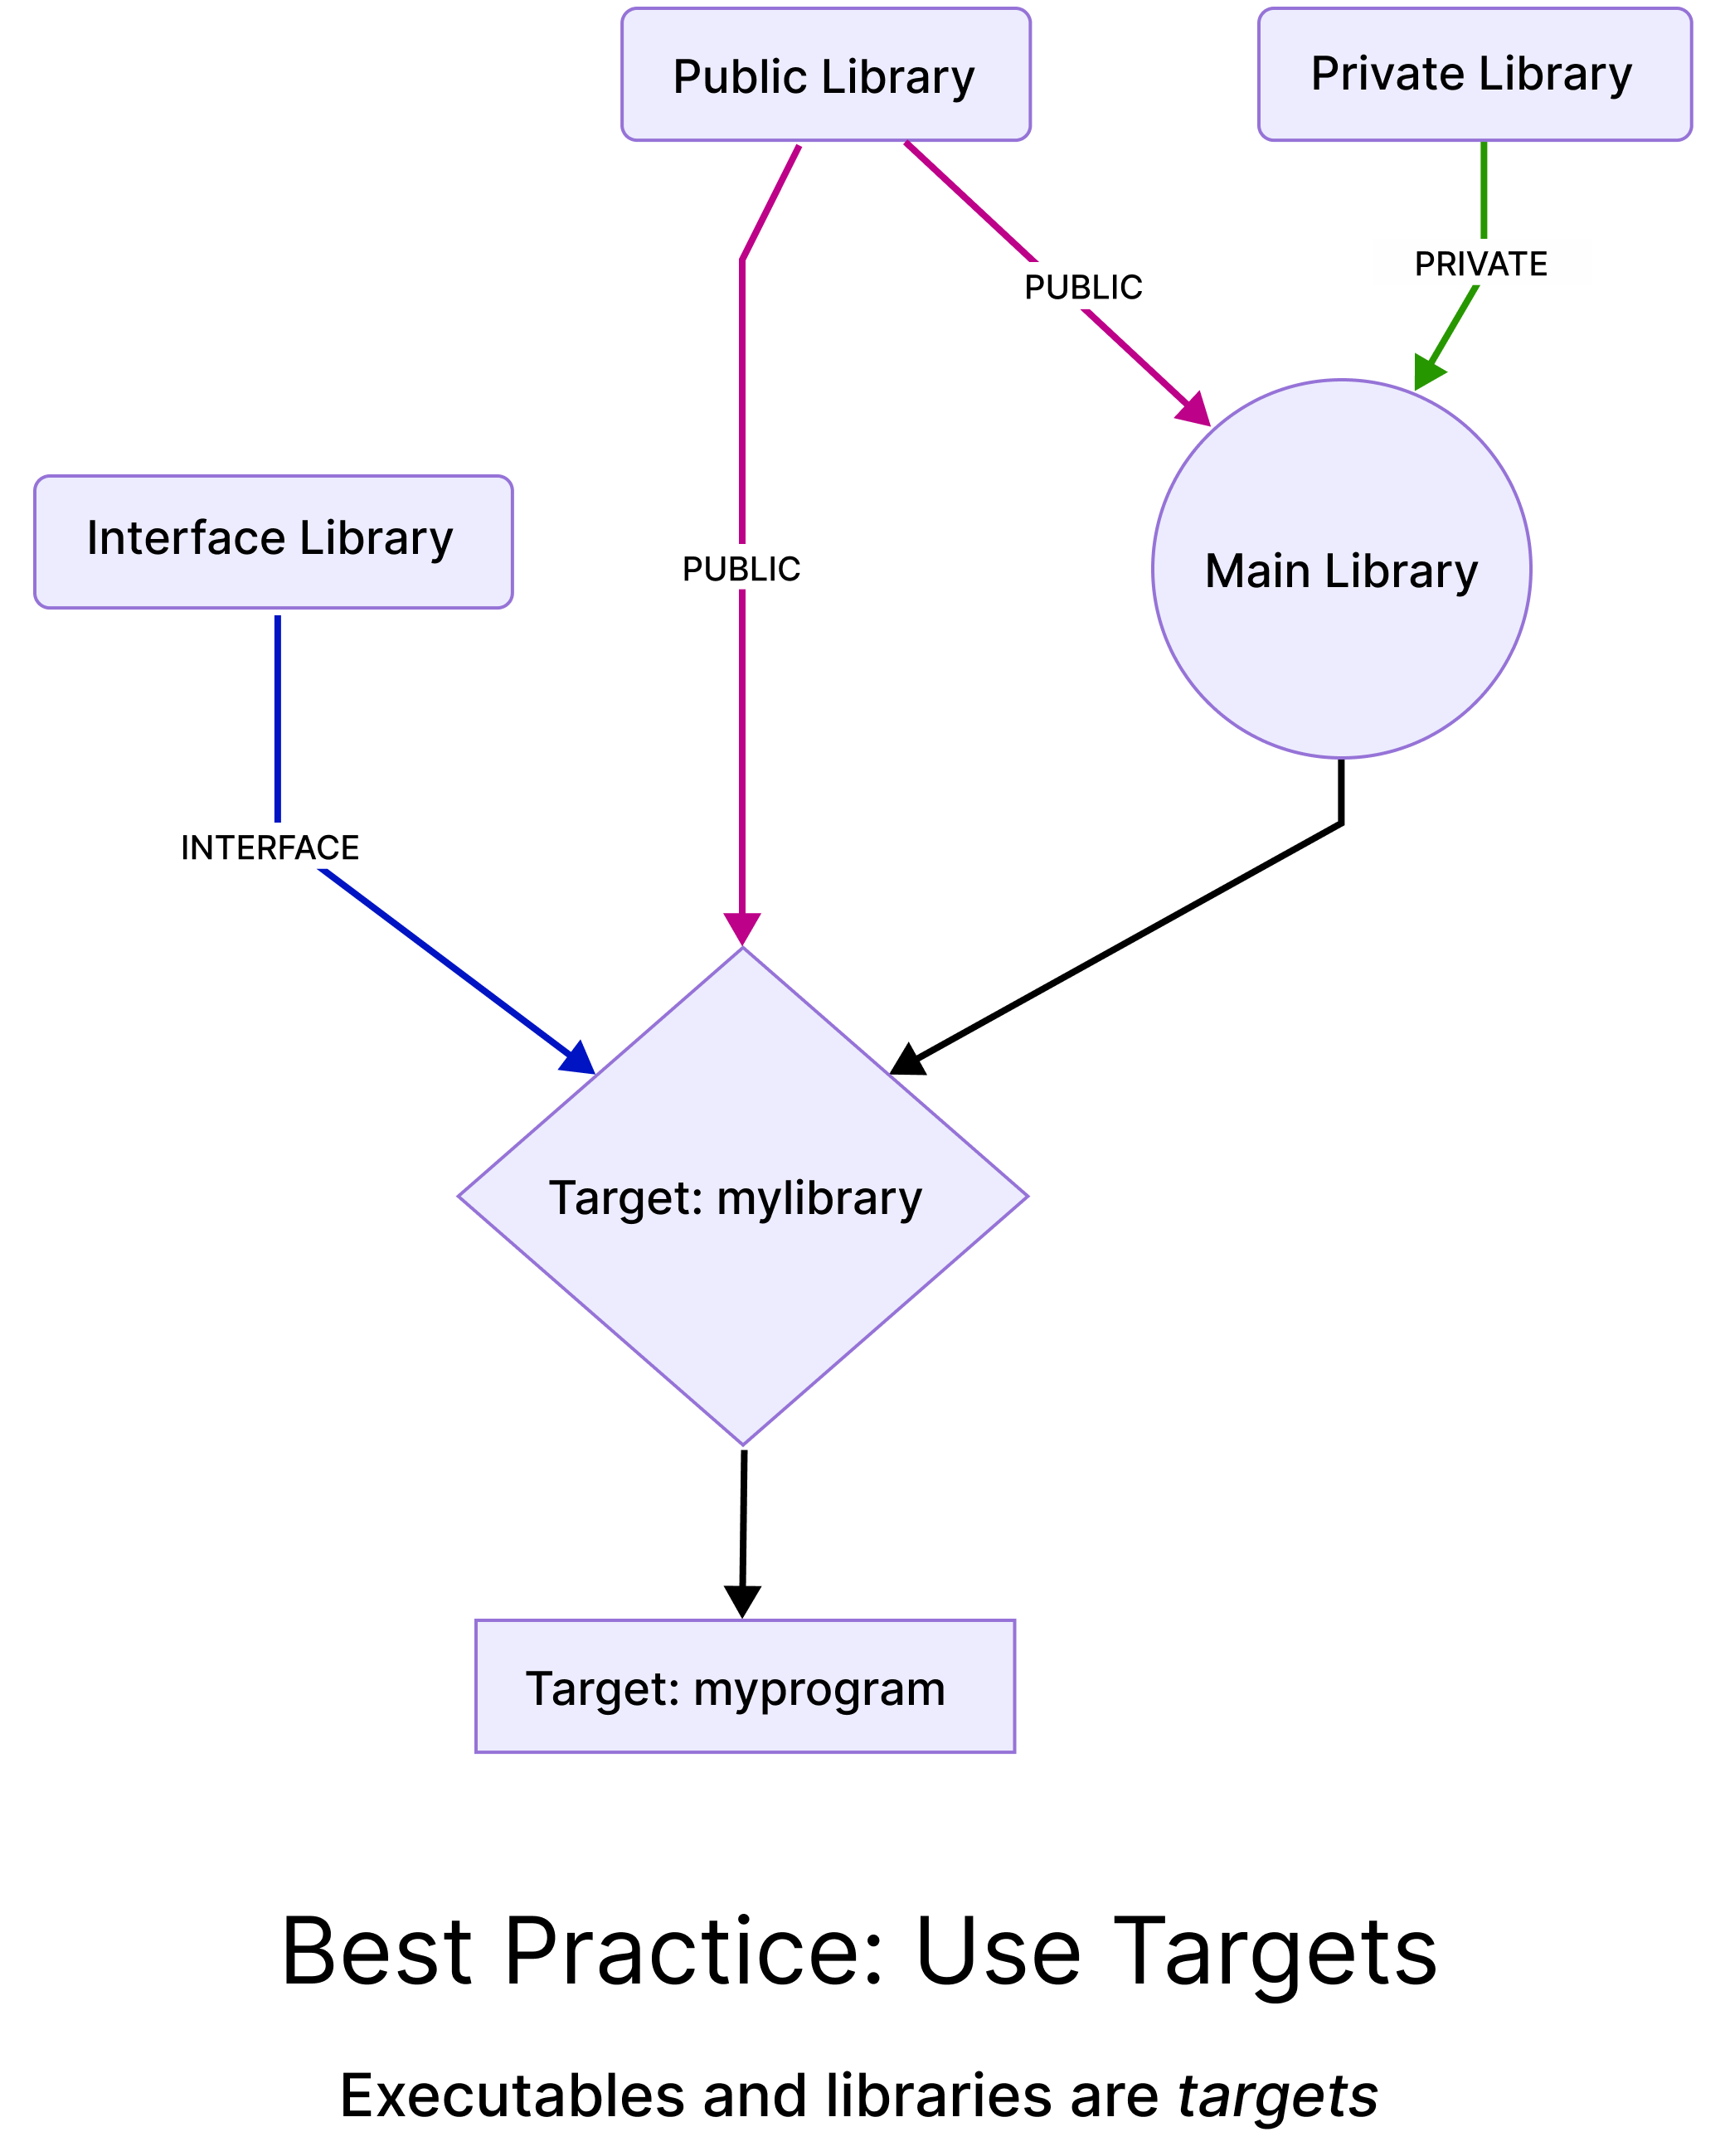 Public Library
Private Library
PRIVATE
PUBLIC
Interface Library
PUBLIC
Main Library
INTERFACE
Target: mylibrary
Target: myprogram
Best Practice: Use Targets
Executables and libraries are targets